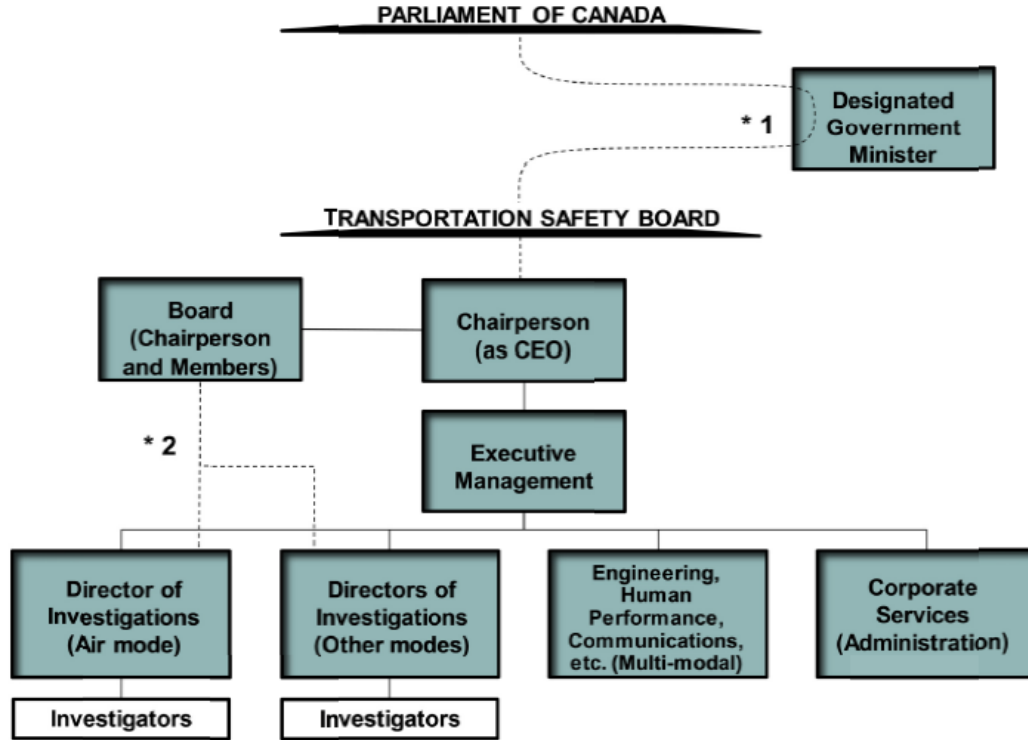 PARLIAMENT OF CANADA
Designated
Government
Minister
* 1
TRANSPORTATION SAFETY BOARD
Board
(Chairperson
and Members)
Chairperson
(as CEO)
* 2
Executive
Management
Director of
Investigations
(Air mode)
Directors of
Investigations
(Other modes)
Engineering,
Human
Performance,
Communications,
etc. (Multi-modal)
Corporate
Services
(Administration)
Investigators
Investigators